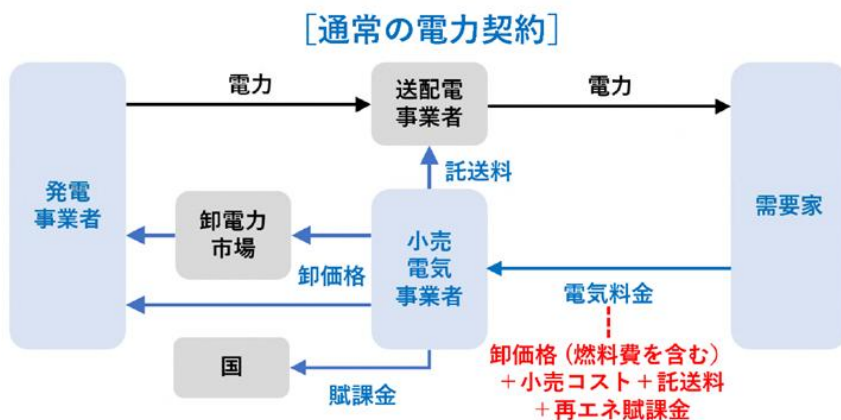 ［通常の電力契約］
電力
送配電
事業者
電力
発電
事業者
託送料
需要家
卸電力
市場
小売
電気
事業者
卸価格
電気料金
国
賦課金
卸価格（燃料費を含む）
＋小売コスト＋託送料
＋再エネ賦課金